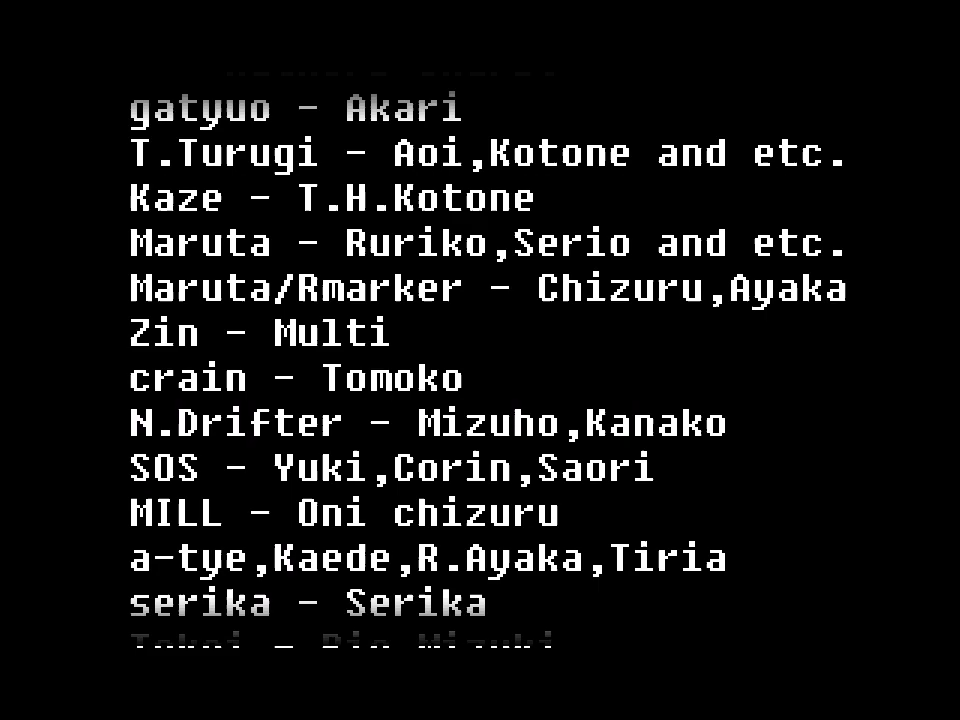 gatyuo - Akari
T.Turugi - Aoi,Kotone and etc.
Kaze - T.H.Kotone
Maruta - Ruriko,Serio and etc.
Maruta/Rmarker - Chizuru,Ayaka
Zin - Multi
crain - Tomoko
N.Drifter - Mizuho,Kanako
SOS - Yuki,Corin,Saori
MILL - Oni chizuru
a-tye,Kaede,R.Ayaka,Tiria
serika - Serika